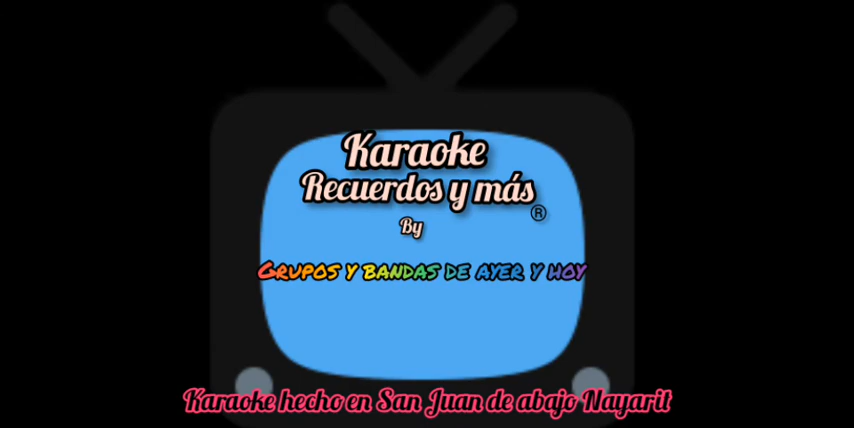 Karaoke
Recuerdos y más
®
By
Grupos y bandas de ayer y hoy
Karaoke hecho en San Juan de abajo Nayarit